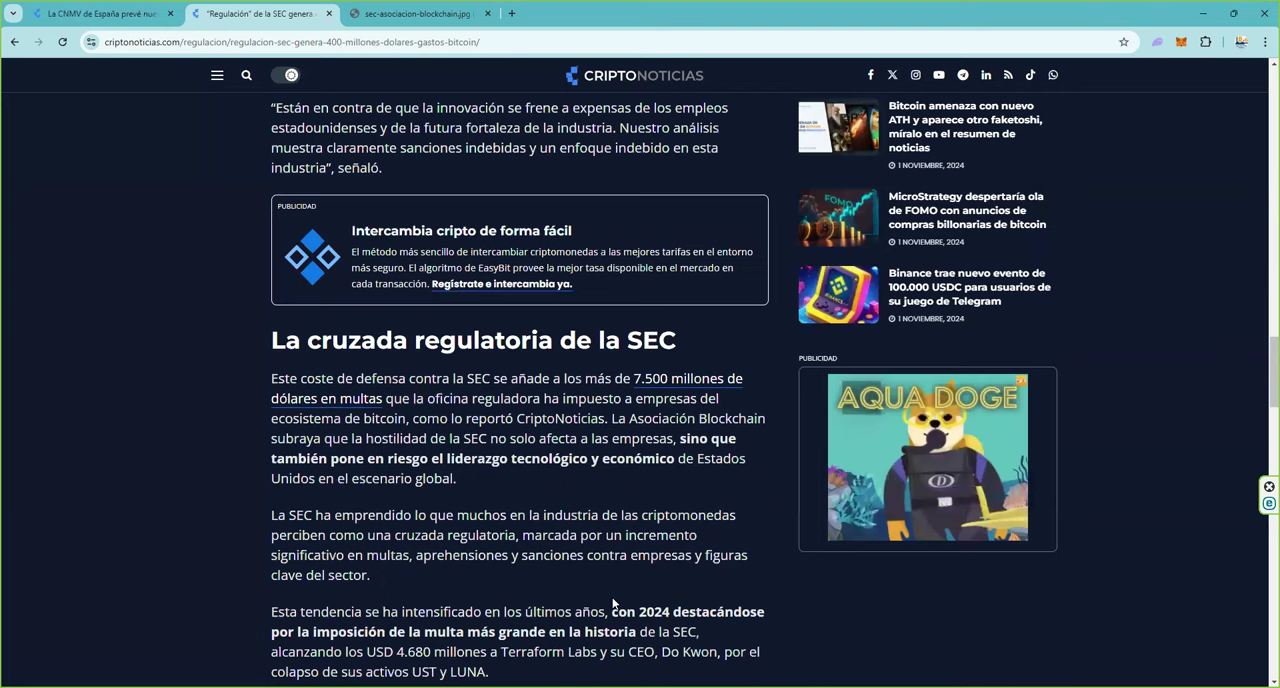 La CNMV de España prevé nue
"Regulación" de la SEC genera
sec-asociacion-blockchain.jpg
criptonoticias.com/regulacion/regulacion-sec-genera-400-millones-dolares-gastos-bitcoin/
CRIPTONOTICIAS
“Están en contra de que la innovación se frene a expensas de los empleos
estadounidenses y de la futura fortaleza de la industria. Nuestro análisis
muestra claramente sanciones indebidas y un enfoque indebido en esta
industria”, señaló.
PUBLICIDAD
Intercambia cripto de forma fácil
El método más sencillo de intercambiar criptomonedas a las mejores tarifas en el entorno
más seguro. El algoritmo de EasyBit provee la mejor tasa disponible en el mercado en
cada transacción. Regístrate e intercambia ya.
La cruzada regulatoria de la SEC
Este coste de defensa contra la SEC se añade a los más de 7.500 millones de
dólares en multas que la oficina reguladora ha impuesto a empresas del
ecosistema de bitcoin, como lo reportó CriptoNoticias. La Asociación Blockchain
subraya que la hostilidad de la SEC no solo afecta a las empresas, sino que
también pone en riesgo el liderazgo tecnológico y económico de Estados
Unidos en el escenario global.
La SEC ha emprendido lo que muchos en la industria de las criptomonedas
perciben como una cruzada regulatoria, marcada por un incremento
significativo en multas, aprehensiones y sanciones contra empresas y figuras
clave del sector.
Esta tendencia se ha intensificado en los últimos años, con 2024 destacándose
por la imposición de la multa más grande en la historia de la SEC,
alcanzando los USD 4.680 millones a Terraform Labs y su CEO, Do Kwon, por el
colapso de sus activos UST y LUNA.
Bitcoin amenaza con nuevo
ATH y aparece otro faketoshi,
míralo en el resumen de
noticias
1 NOVIEMBRE, 2024
FOMO
MicroStrategy despertaría ola
de FOMO con anuncios de
compras billonarias de bitcoin
1 NOVIEMBRE, 2024
Binance trae nuevo evento de
100.000 USDC para usuarios de
su juego de Telegram
1 NOVIEMBRE, 2024
PUBLICIDAD
AQUA DOGE